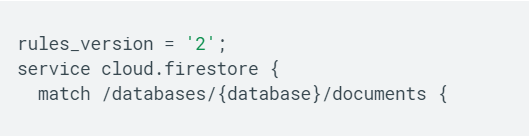 rules_version = '2';
service cloud.firestore {
  match /databases/{database}/documents {